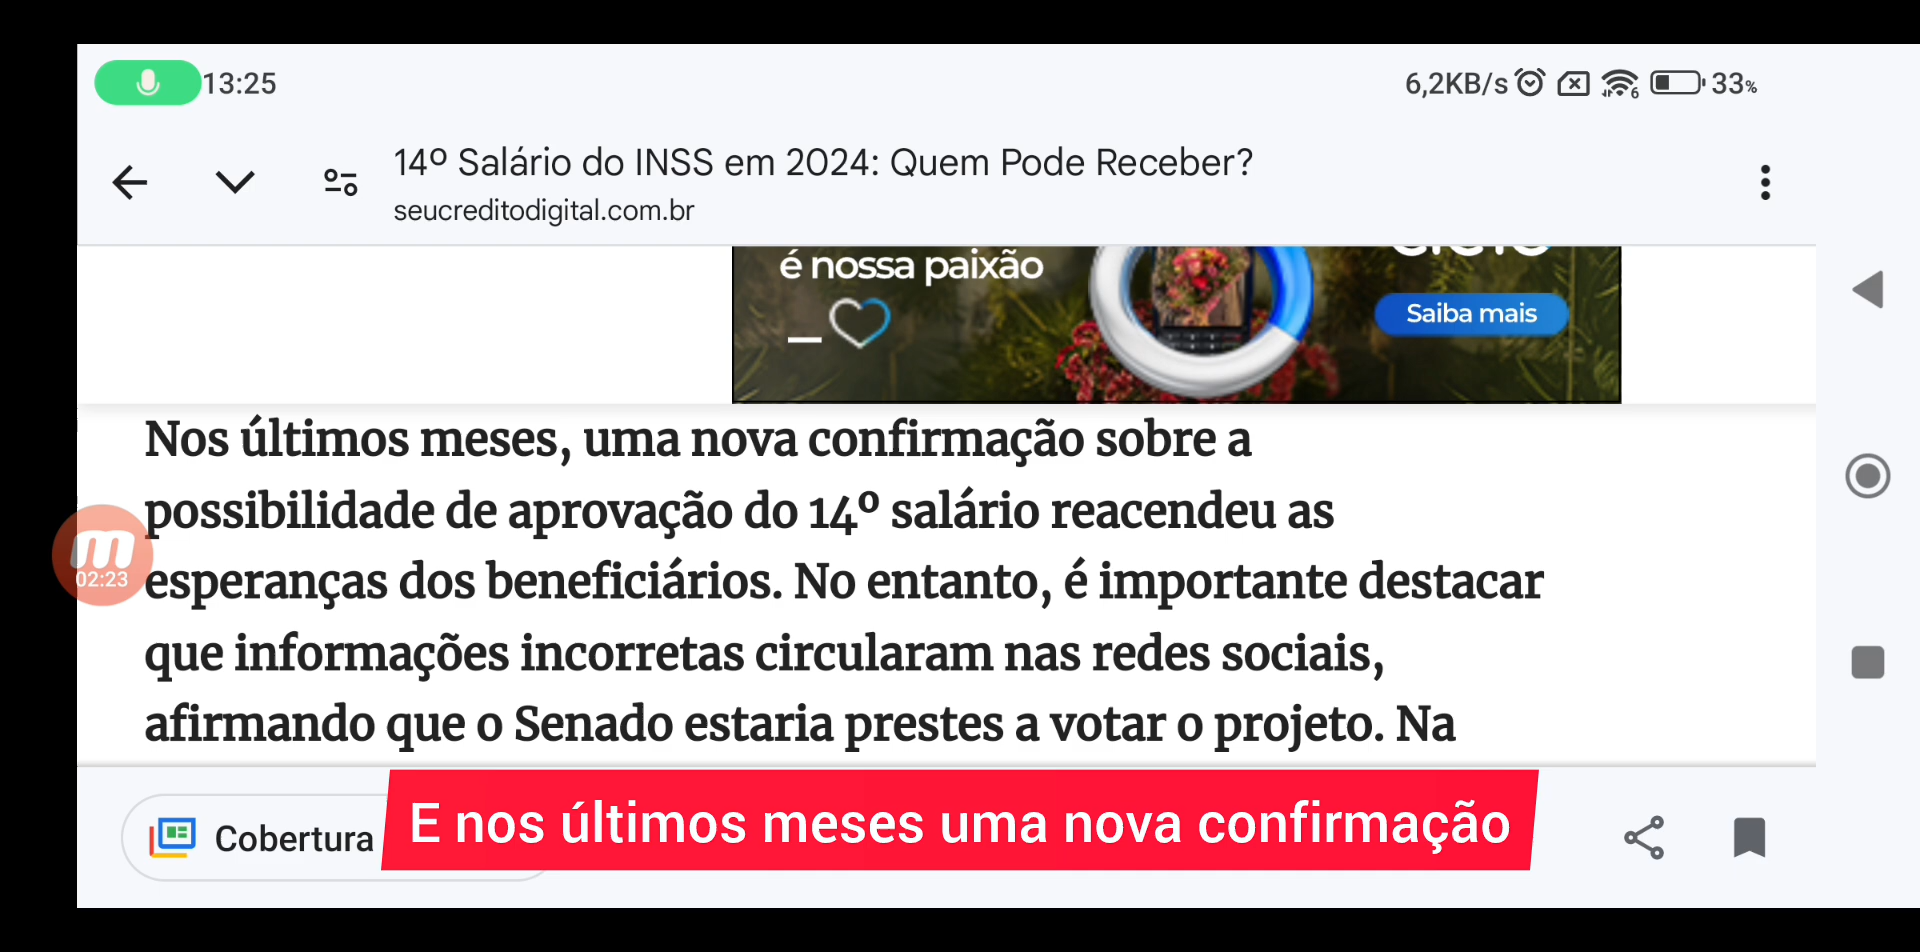 13:25
6,2KB/s 6 33%
14º Salário do INSS em 2024: Quem Pode Receber?
seucreditodigital.com.br
é nossa paixão
Saiba mais
Nos últimos meses, uma nova confirmação sobre a
possibilidade de aprovação do 14º salário reacendeu as
esperanças dos beneficiários. No entanto, é importante destacar
que informações incorretas circularam nas redes sociais,
afirmando que o Senado estaria prestes a votar o projeto. Na
02:23
Cobertura
E nos últimos meses uma nova confirmação